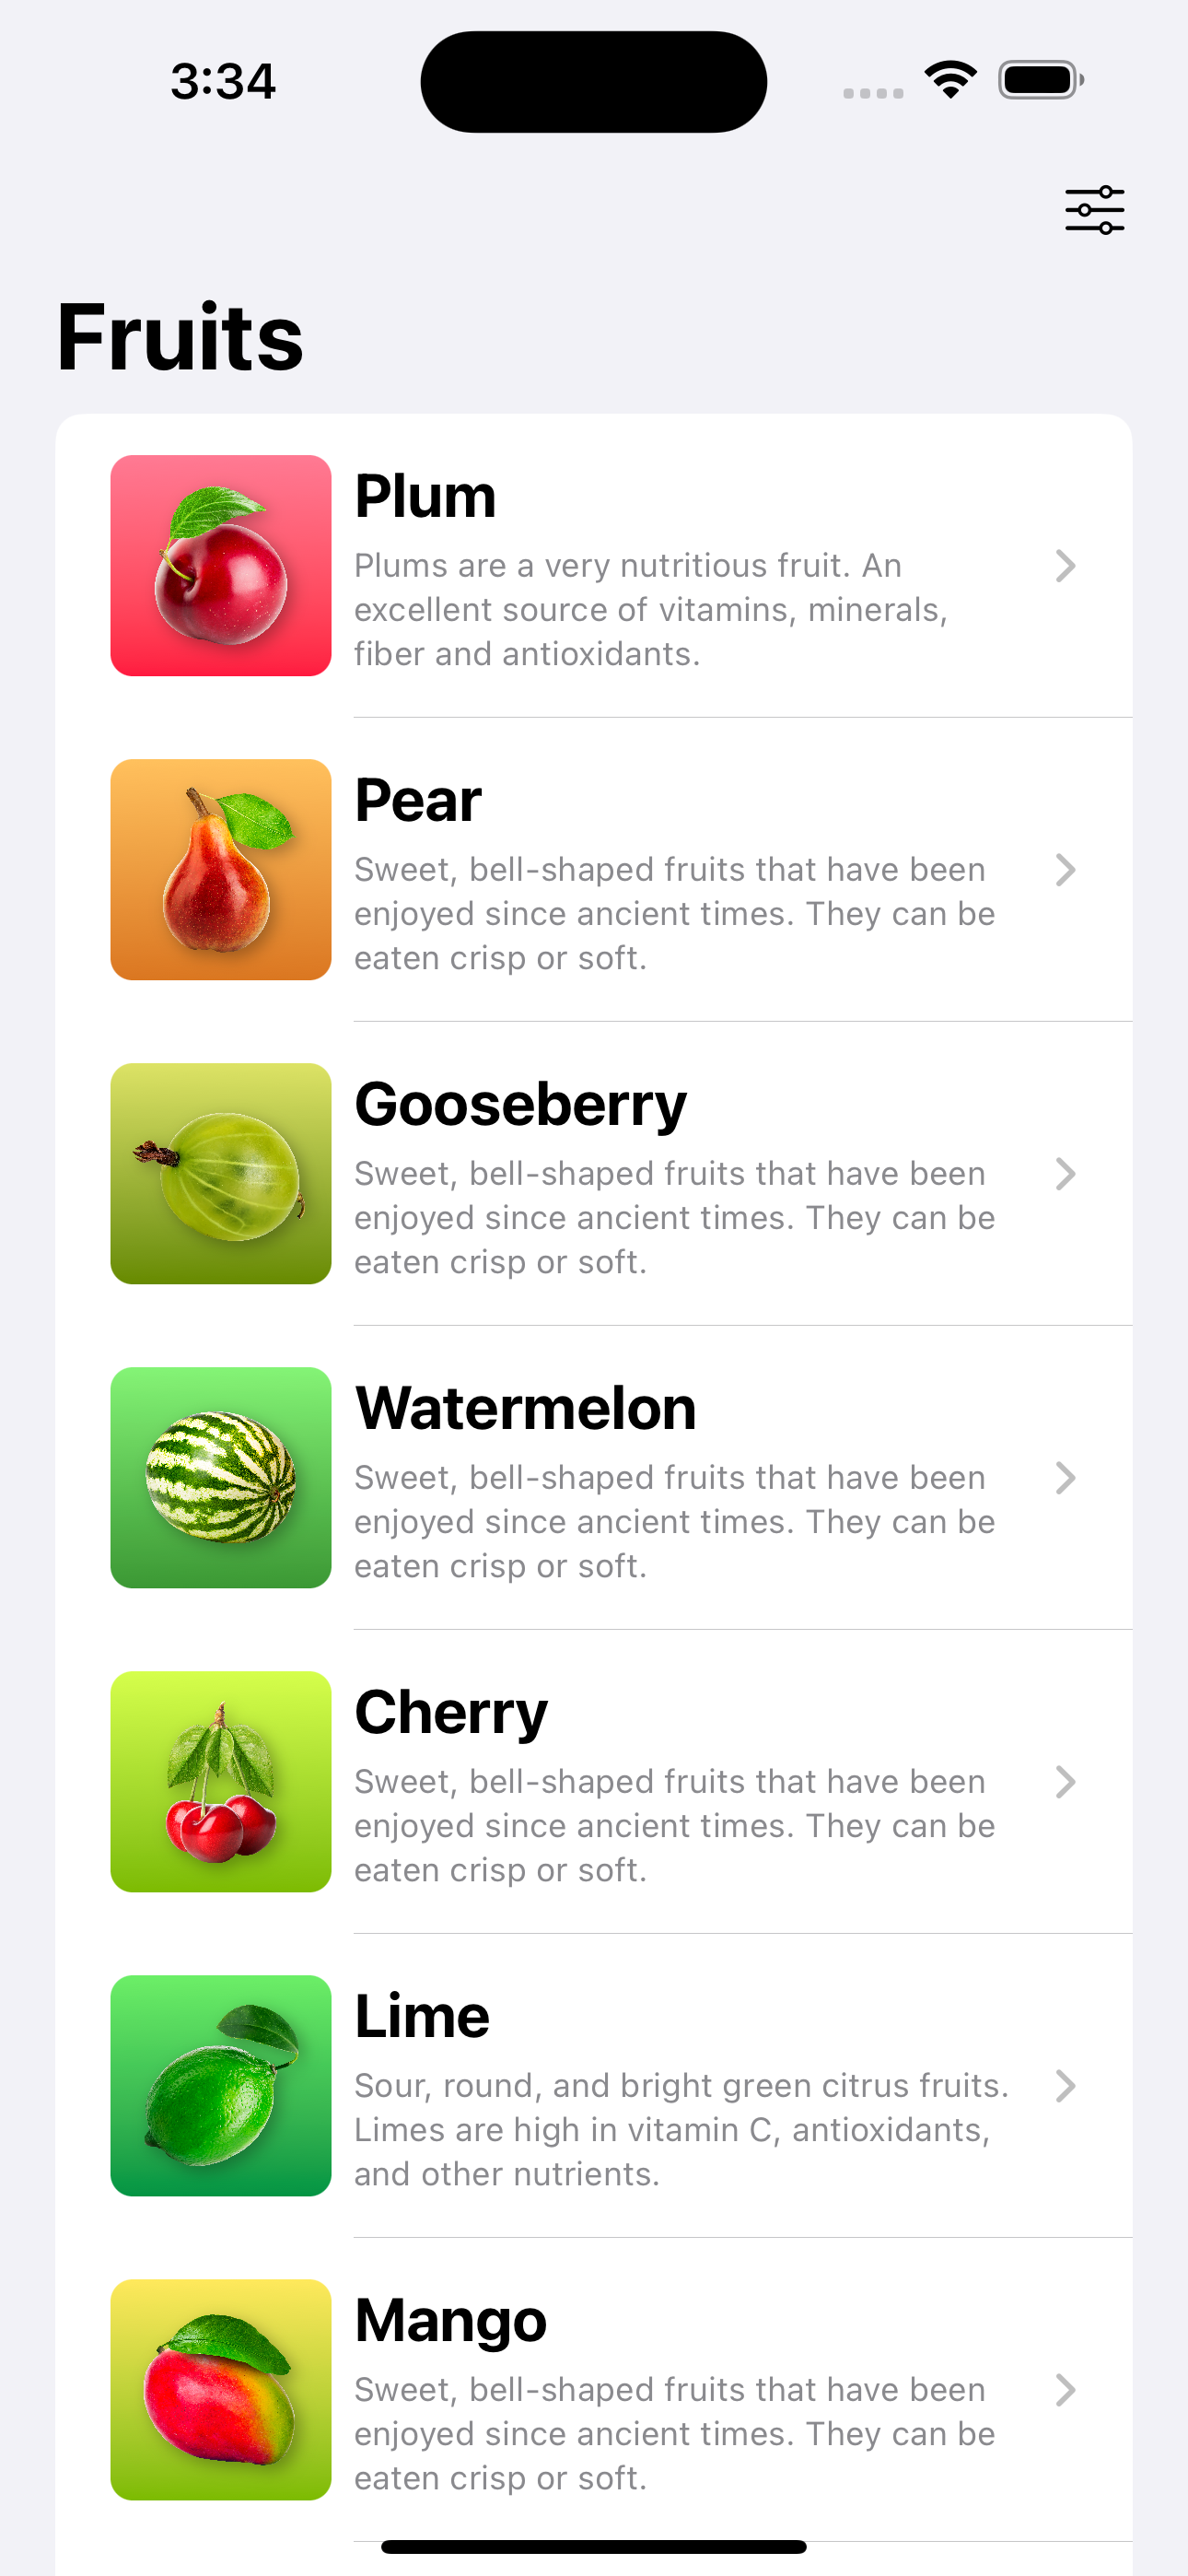 3:34
Fruits
Plum
Plums are a very nutritious fruit. An
excellent source of vitamins, minerals,
fiber and antioxidants.
Pear
Sweet, bell-shaped fruits that have been
enjoyed since ancient times. They can be
eaten crisp or soft.
Gooseberry
Sweet, bell-shaped fruits that have been
enjoyed since ancient times. They can be
eaten crisp or soft.
Watermelon
Sweet, bell-shaped fruits that have been
enjoyed since ancient times. They can be
eaten crisp or soft.
Cherry
Sweet, bell-shaped fruits that have been
enjoyed since ancient times. They can be
eaten crisp or soft.
Lime
Sour, round, and bright green citrus fruits.
Limes are high in vitamin C, antioxidants,
and other nutrients.
Mango
Sweet, bell-shaped fruits that have been
enjoyed since ancient times. They can be
eaten crisp or soft.